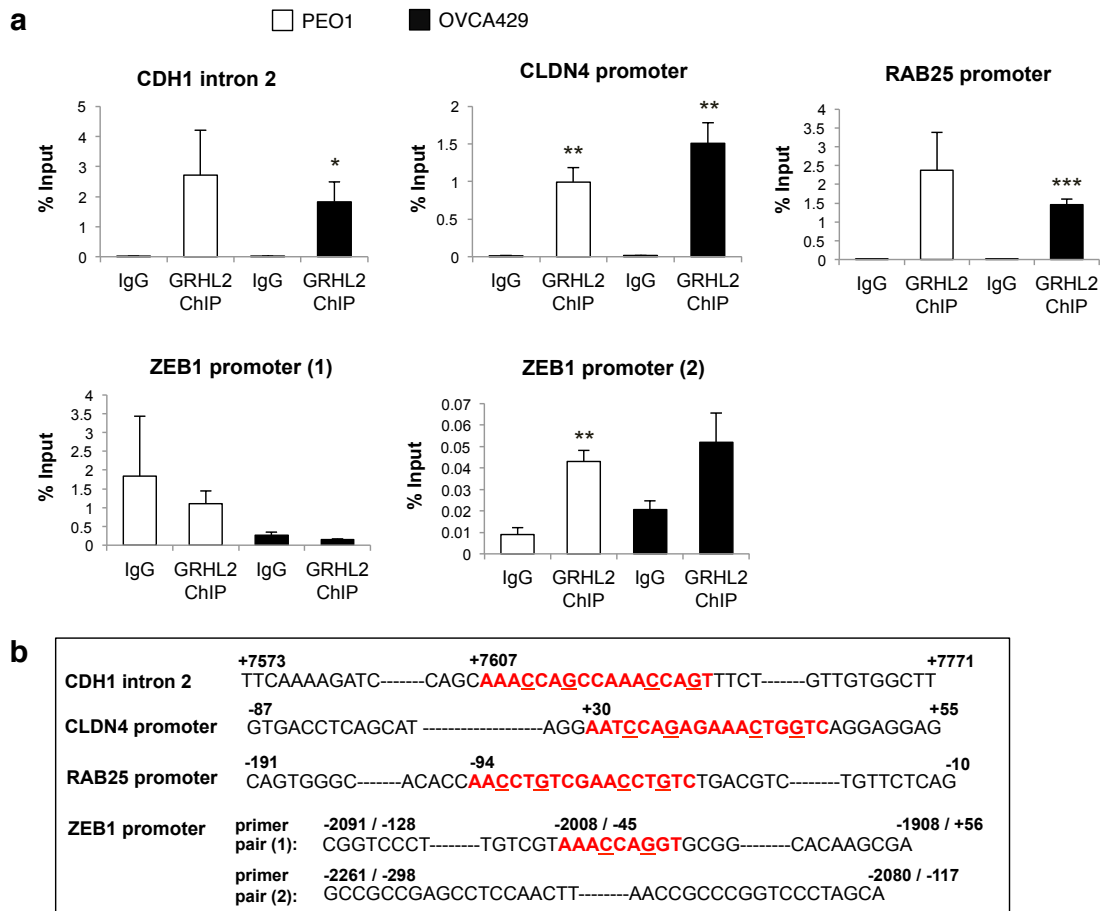 a
PEO1
OVCA429
CDH1 intron 2
% Input
5
4
3
2
1
0
*
IgG
GRHL2 ChIP
IgG
GRHL2 ChIP
CLDN4 promoter
% Input
2
1.5
1
0.5
0
**
**
IgG
GRHL2 ChIP
IgG
GRHL2 ChIP
RAB25 promoter
% Input
4
3.5
3
2.5
2
1.5
1
0.5
0
***
IgG
GRHL2 ChIP
IgG
GRHL2 ChIP
ZEB1 promoter (1)
% Input
4
3.5
3
2.5
2
1.5
1
0.5
0
IgG
GRHL2 ChIP
IgG
GRHL2 ChIP
ZEB1 promoter (2)
% Input
0.07
0.06
0.05
0.04
0.03
0.02
0.01
0
**
IgG
GRHL2 ChIP
IgG
GRHL2 ChIP
b
+7573 +7607 +7771
CDH1 intron 2 TTCAAAAGATC-------CAGCAAACCAGCCAAACCAGTTTCT-------GTTGTGGCTT
-87 +30 +55
CLDN4 promoter GTGACCTCAGCAT -------------------AGGAATCCAGAGAAACTGGTCAGGAGGAG
-191 -94 -10
RAB25 promoter CAGTGGGC-------ACACCAACCTGTCGAACCTGTCTGACGTC--------TGTTCTCAG
ZEB1 promoter primer pair (1): -2091 / -128 -2008 / -45 -1908 / +56
CGGTCCCT--------TGTCGTAAACCAGGTGCGG-------CACAAGCGA
primer pair (2): -2261 / -298 -2080 / -117
GCCGCCGAGCCTCCAACTT--------AACCGCCCGGTCCCTAGCA